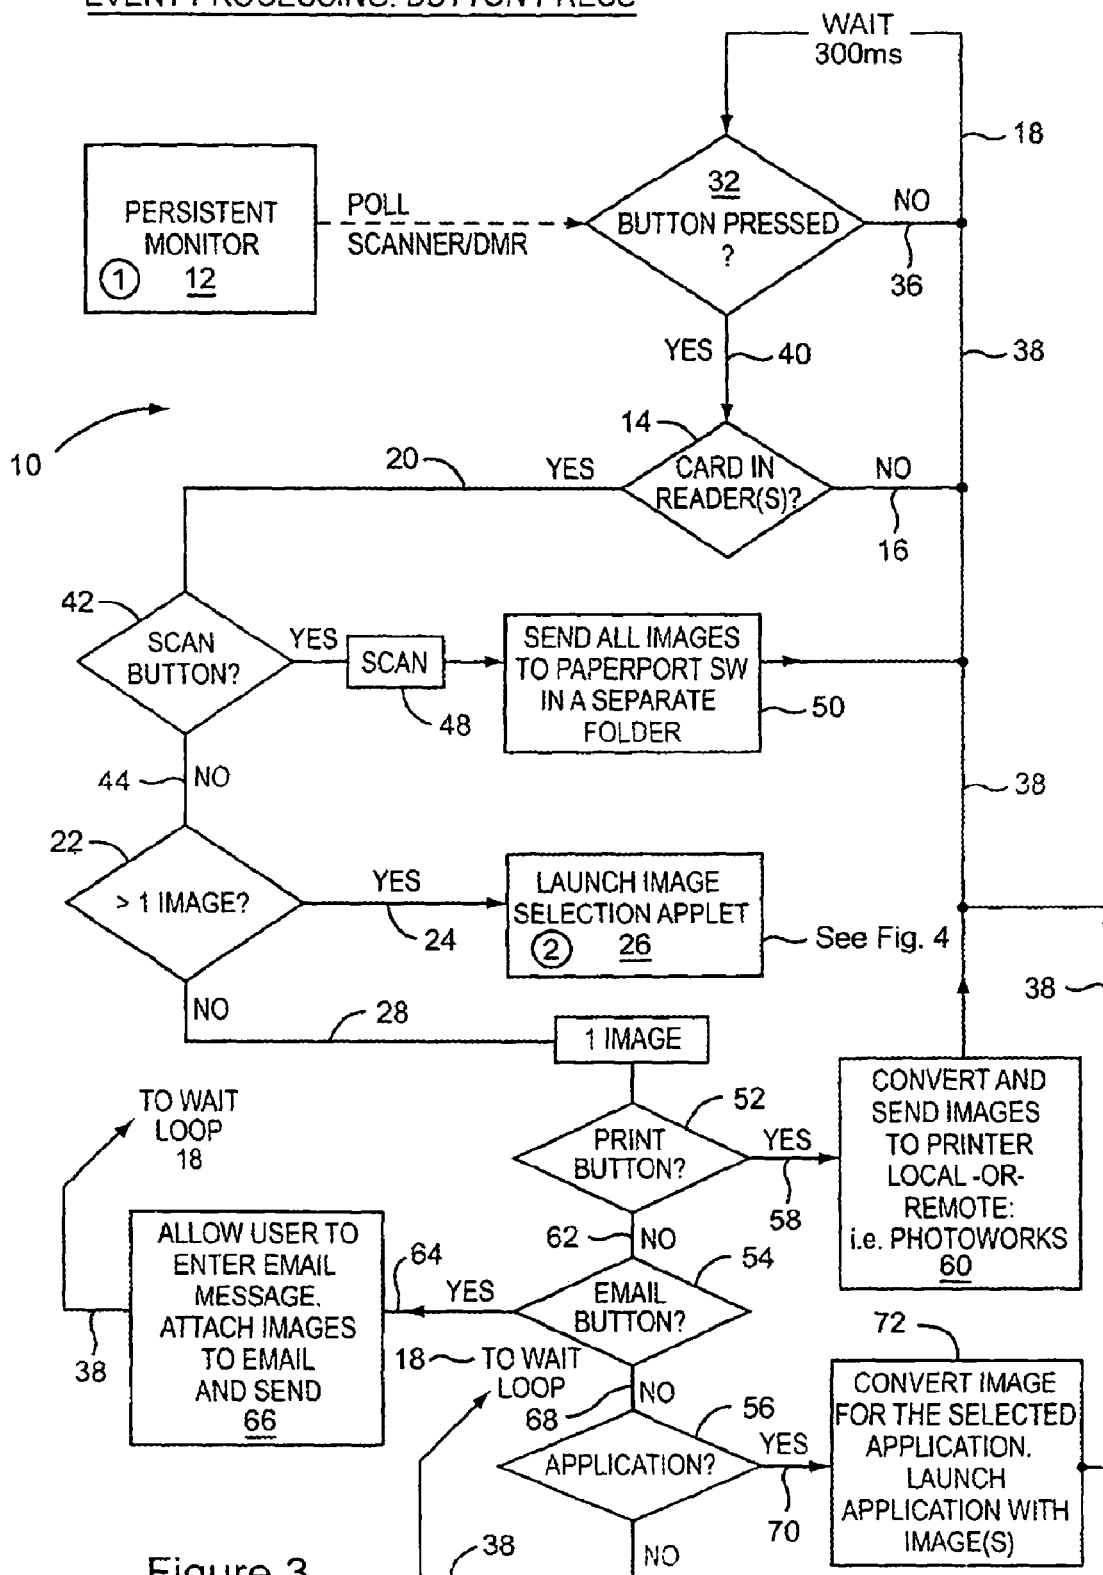 EVENT PROCESSING: BUTTON PRESS
WAIT
300ms
18
PERSISTENT
MONITOR
1 12
POLL
SCANNER/DMR
32
BUTTON PRESSED
?
NO
36
YES
40
38
10
14
CARD IN
READER(S)?
NO
16
20
YES
42
SCAN
BUTTON?
YES
SCAN
48
SEND ALL IMAGES
TO PAPERPORT SW
IN A SEPARATE
FOLDER
50
44
NO
38
22
> 1 IMAGE?
YES
24
LAUNCH IMAGE
SELECTION APPLET
2 26
See Fig. 4
38
NO
28
1 IMAGE
TO WAIT
LOOP
18
52
PRINT
BUTTON?
YES
58
CONVERT AND
SEND IMAGES
TO PRINTER
LOCAL -OR-
REMOTE:
i.e. PHOTOWORKS
60
62
NO
54
EMAIL
BUTTON?
YES
64
ALLOW USER TO
ENTER EMAIL
MESSAGE.
ATTACH IMAGES
TO EMAIL
AND SEND
66
38
18
TO WAIT
LOOP
68
NO
56
APPLICATION?
YES
70
72
CONVERT IMAGE
FOR THE SELECTED
APPLICATION.
LAUNCH
APPLICATION WITH
IMAGE(S)
38
NO
Figure 3